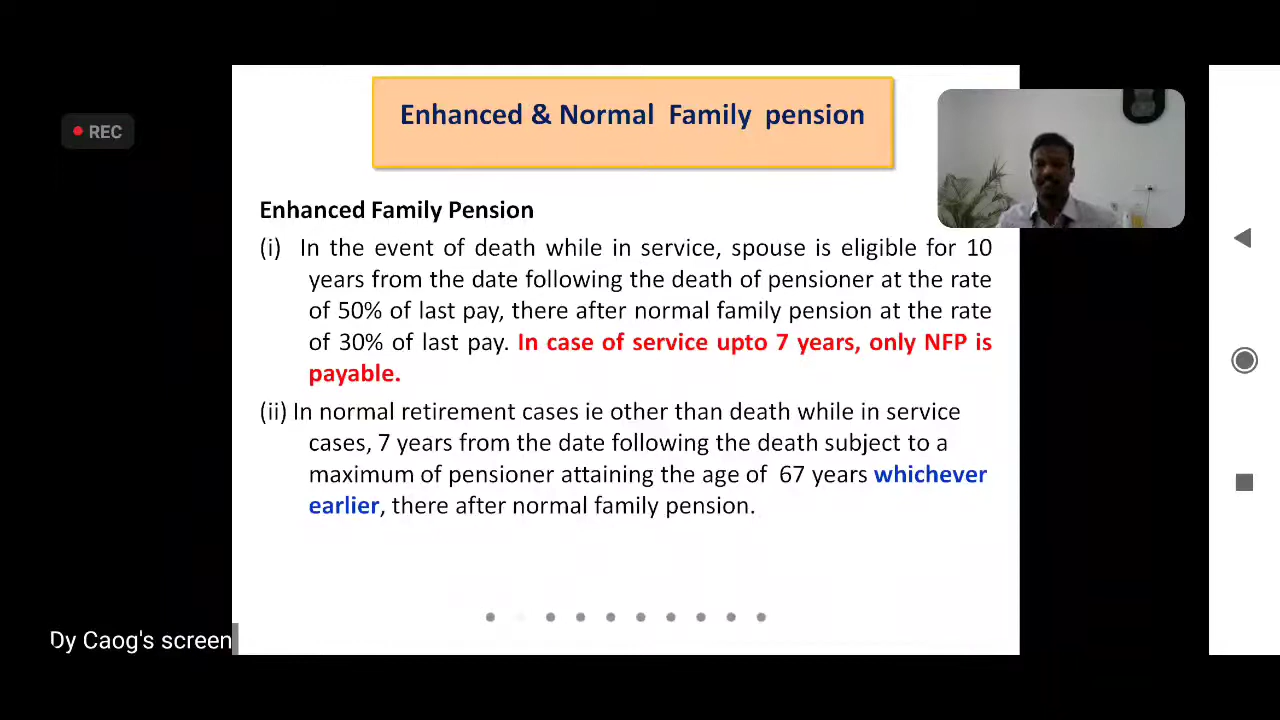 Enhanced & Normal Family pension
REC
Enhanced Family Pension
(i) In the event of death while in service, spouse is eligible for 10
years from the date following the death of pensioner at the rate
of 50% of last pay, there after normal family pension at the rate
of 30% of last pay. In case of service upto 7 years, only NFP is
payable.
(ii) In normal retirement cases ie other than death while in service
cases, 7 years from the date following the death subject to a
maximum of pensioner attaining the age of 67 years whichever
earlier, there after normal family pension.
Dy Caog's screen